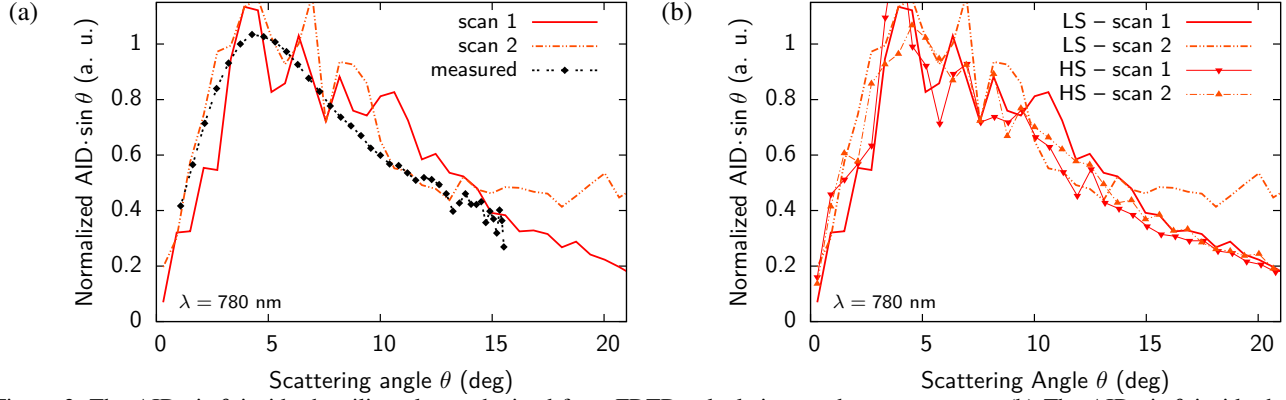 (a)
Normalized AID· sin θ (a. u.)
1
0.8
0.6
0.4
0.2
0
scan 1
scan 2
measured
λ = 780 nm
0 5 10 15 20
Scattering angle θ (deg)
(b)
Normalized AID· sin θ (a. u.)
1
0.8
0.6
0.4
0.2
0
LS – scan 1
LS – scan 2
HS – scan 1
HS – scan 2
λ = 780 nm
0 5 10 15 20
Scattering Angle θ (deg)